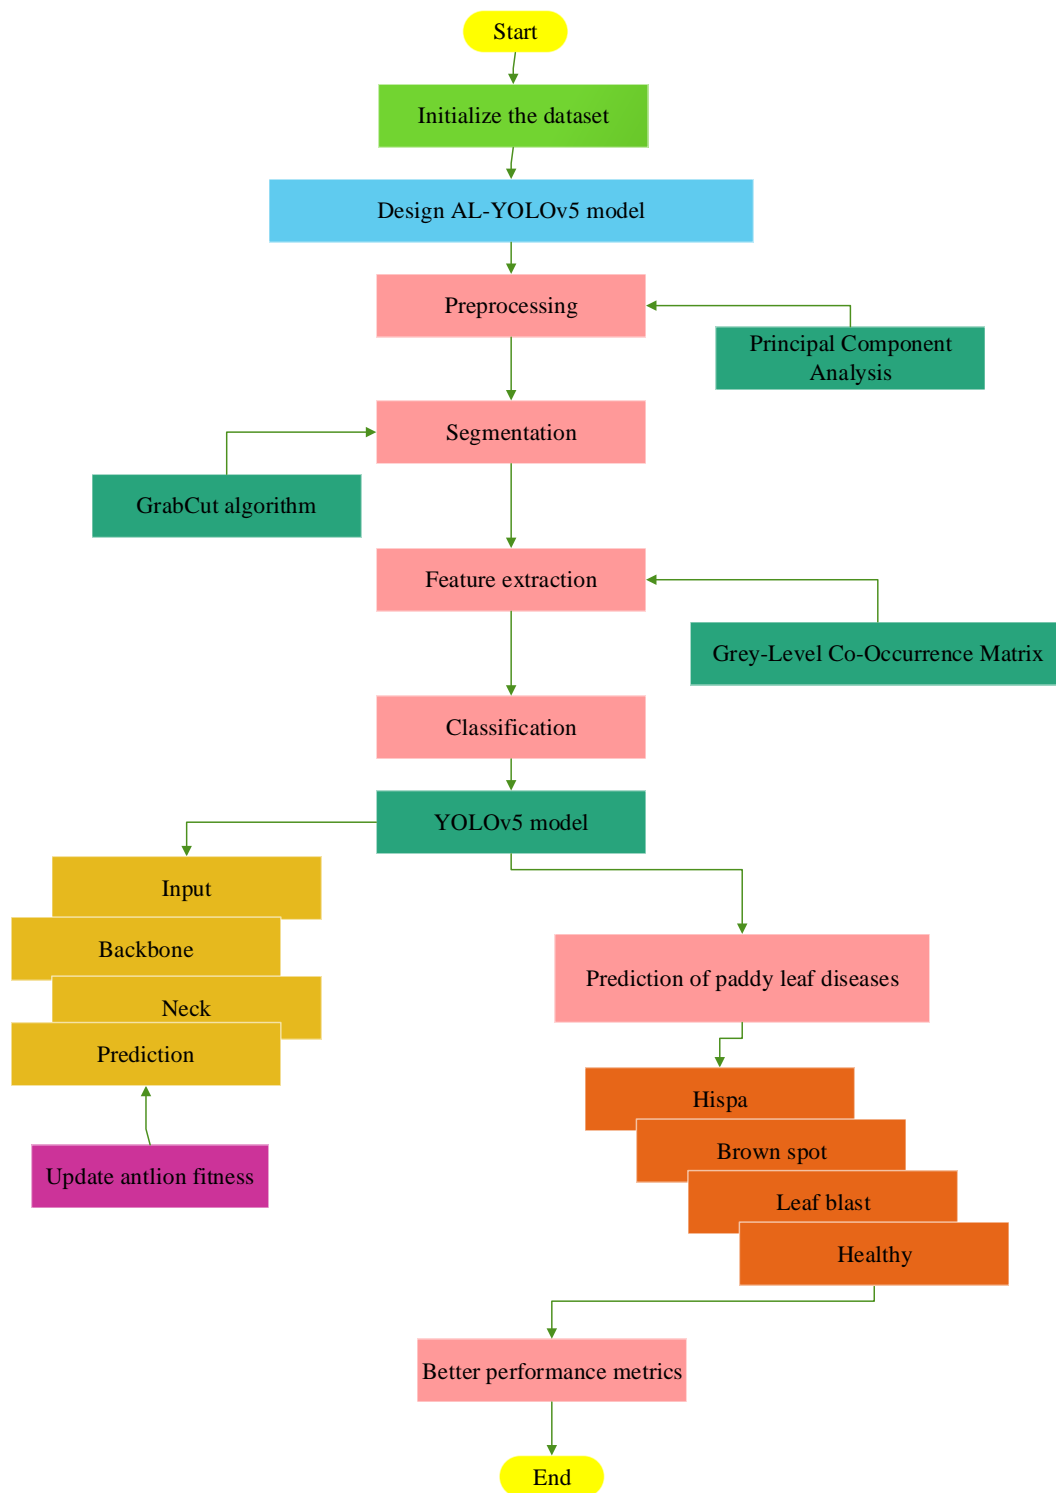 Start
Initialize the dataset
Design AL-YOLOv5 model
Preprocessing
Principal Component
Analysis
Segmentation
GrabCut algorithm
Feature extraction
Grey-Level Co-Occurrence Matrix
Classification
YOLOv5 model
Input
Backbone
Neck
Prediction
Update antlion fitness
Prediction of paddy leaf diseases
Hispa
Brown spot
Leaf blast
Healthy
Better performance metrics
End